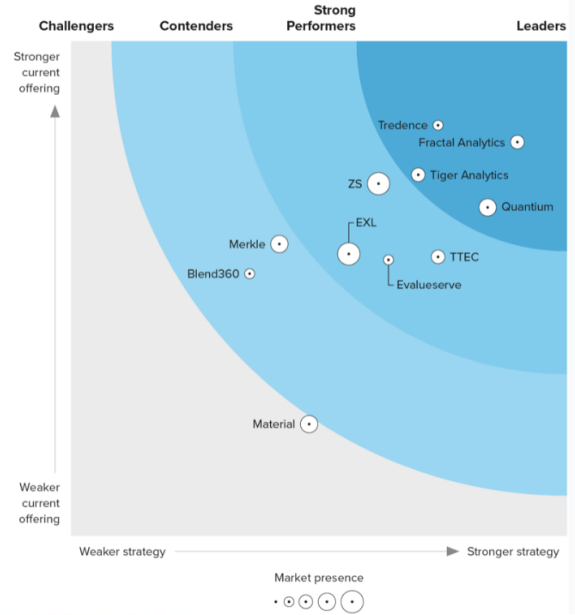 Challengers
Contenders
Strong
Performers
Leaders
Stronger
current
offering
Tredence
Fractal Analytics
Tiger Analytics
ZS
Quantium
EXL
Merkle
TTEC
Blend360
Evalueserve
Material
Weaker
current
offering
Weaker strategy
Stronger strategy
Market presence